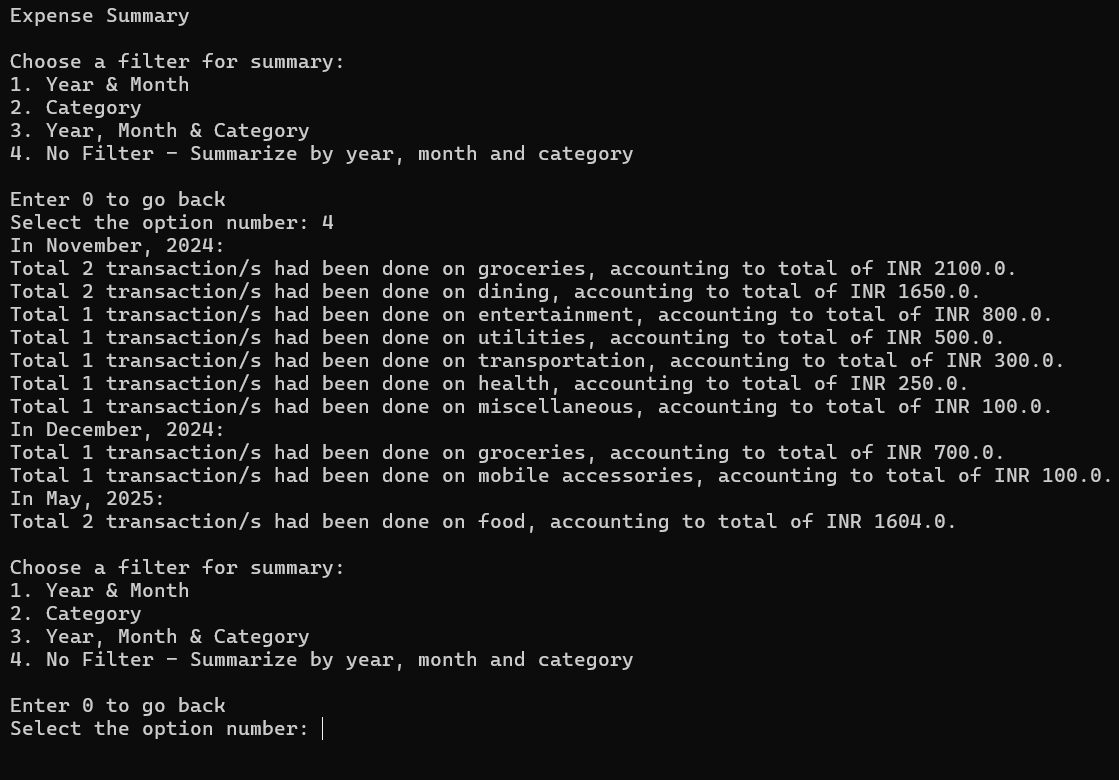 Expense Summary
Choose a filter for summary:
1. Year & Month
2. Category
3. Year, Month & Category
4. No Filter – Summarize by year, month and category
Enter 0 to go back
Select the option number: 4
In November, 2024:
Total 2 transaction/s had been done on groceries, accounting to total of INR 2100.0.
Total 2 transaction/s had been done on dining, accounting to total of INR 1650.0.
Total 1 transaction/s had been done on entertainment, accounting to total of INR 800.0.
Total 1 transaction/s had been done on utilities, accounting to total of INR 500.0.
Total 1 transaction/s had been done on transportation, accounting to total of INR 300.0.
Total 1 transaction/s had been done on health, accounting to total of INR 250.0.
Total 1 transaction/s had been done on miscellaneous, accounting to total of INR 100.0.
In December, 2024:
Total 1 transaction/s had been done on groceries, accounting to total of INR 700.0.
Total 1 transaction/s had been done on mobile accessories, accounting to total of INR 100.0.
In May, 2025:
Total 2 transaction/s had been done on food, accounting to total of INR 1604.0.
Choose a filter for summary:
1. Year & Month
2. Category
3. Year, Month & Category
4. No Filter – Summarize by year, month and category
Enter 0 to go back
Select the option number: